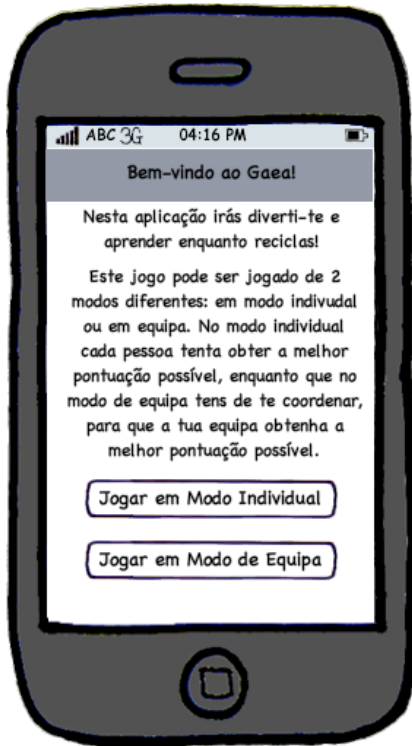 ABC 3G 04:16 PM
Bem-vindo ao Gaea!
Nesta aplicação irás diverti-te e
aprender enquanto reciclas!
Este jogo pode ser jogado de 2
modos diferentes: em modo indivudal
ou em equipa. No modo individual
cada pessoa tenta obter a melhor
pontuação possível, enquanto que no
modo de equipa tens de te coordenar,
para que a tua equipa obtenha a
melhor pontuação possível.
Jogar em Modo Individual
Jogar em Modo de Equipa